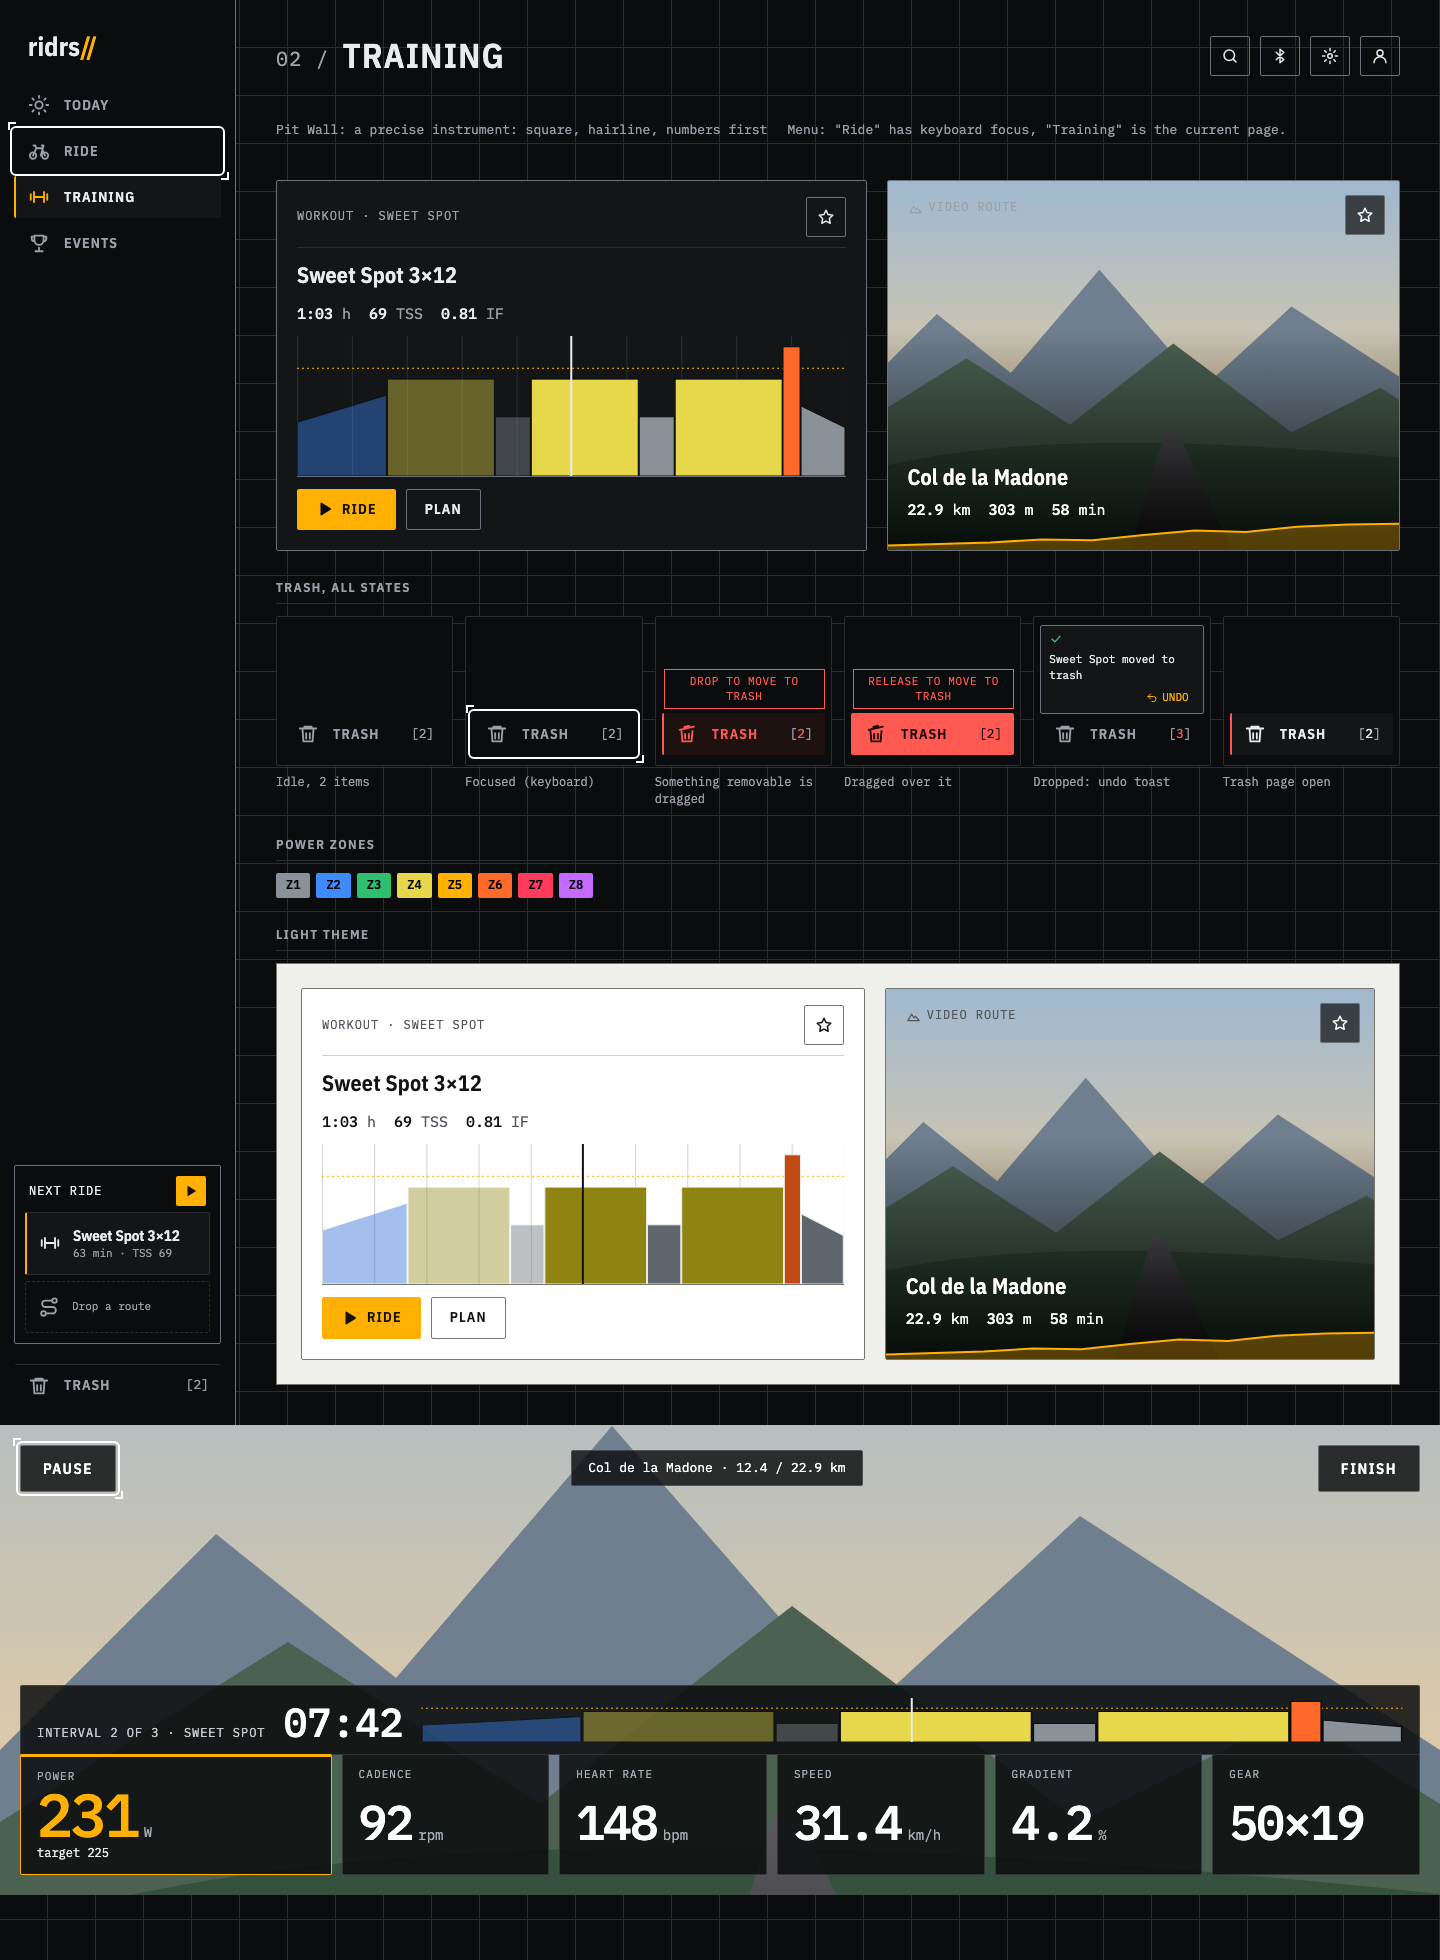 ridrs//
TODAY
RIDE
TRAINING
EVENTS
02 / TRAINING
Pit Wall: a precise instrument: square, hairline, numbers first Menu: "Ride" has keyboard focus, "Training" is the current page.
WORKOUT · SWEET SPOT
Sweet Spot 3×12
1:03 h 69 TSS 0.81 IF
RIDE PLAN
VIDEO ROUTE
Col de la Madone
22.9 km 303 m 58 min
TRASH, ALL STATES
TRASH [2]
Idle, 2 items
TRASH [2]
Focused (keyboard)
DROP TO MOVE TO
TRASH
TRASH [2]
Something removable is
dragged
RELEASE TO MOVE TO
TRASH
TRASH [2]
Dragged over it
Sweet Spot moved to
trash
UNDO
TRASH [3]
Dropped: undo toast
TRASH [2]
Trash page open
POWER ZONES
Z1 Z2 Z3 Z4 Z5 Z6 Z7 Z8
LIGHT THEME
WORKOUT · SWEET SPOT
Sweet Spot 3×12
1:03 h 69 TSS 0.81 IF
RIDE PLAN
VIDEO ROUTE
Col de la Madone
22.9 km 303 m 58 min
NEXT RIDE
Sweet Spot 3×12
63 min · TSS 69
Drop a route
TRASH [2]
PAUSE
Col de la Madone · 12.4 / 22.9 km
FINISH
INTERVAL 2 OF 3 · SWEET SPOT 07:42
POWER
231 W
target 225
CADENCE
92 rpm
HEART RATE
148 bpm
SPEED
31.4 km/h
GRADIENT
4.2 %
GEAR
50×19